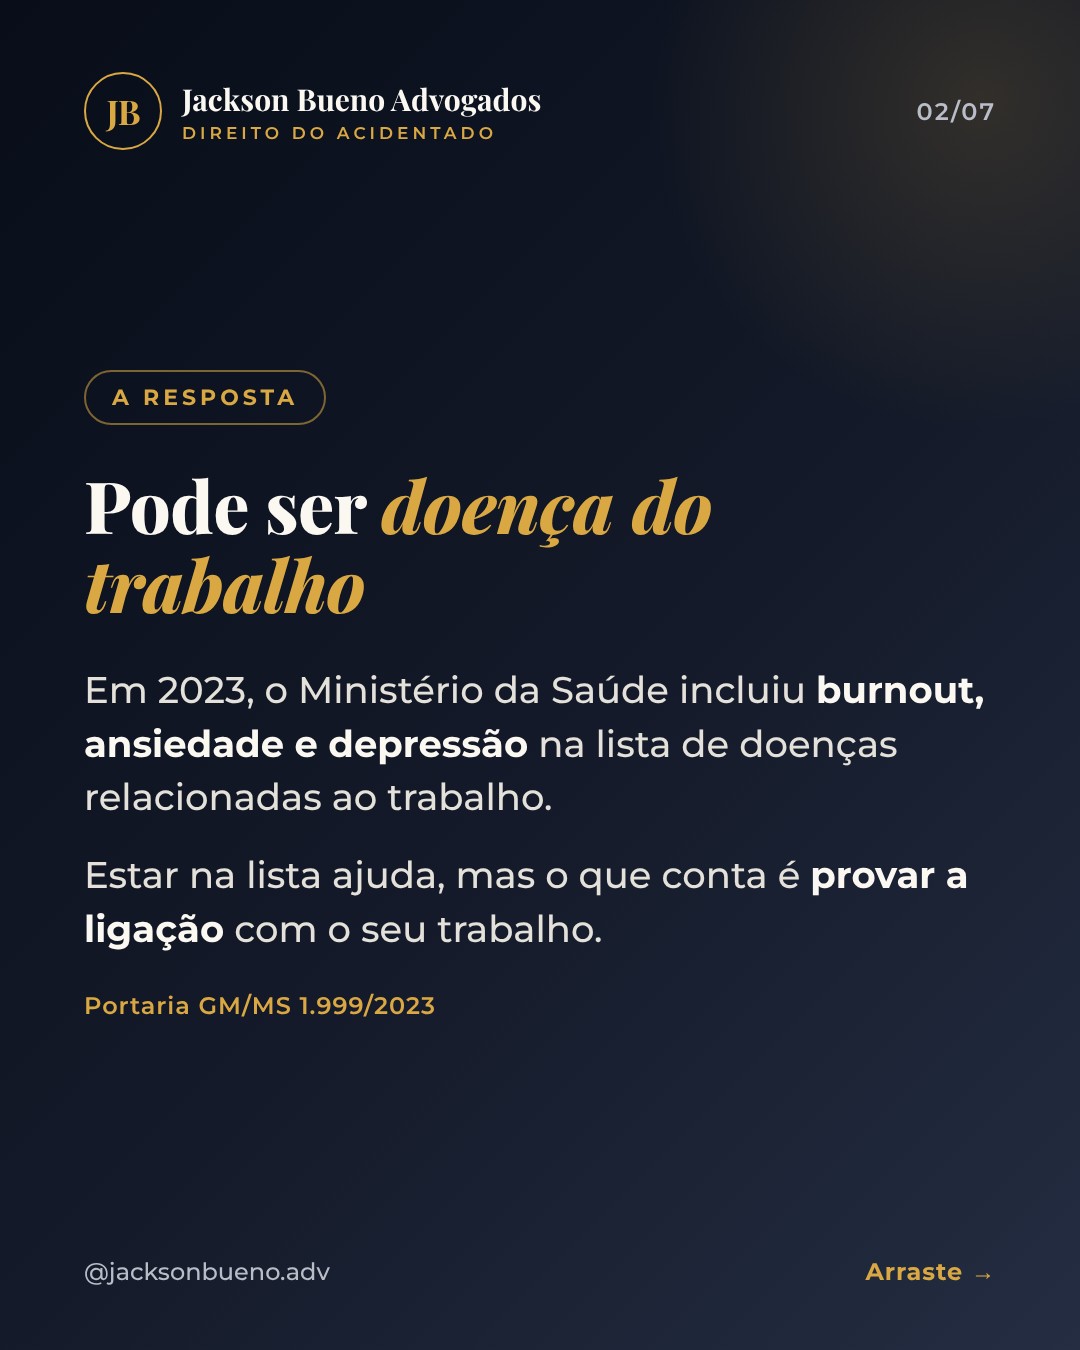 JB
Jackson Bueno Advogados
DIREITO DO ACIDENTADO
02/07
A RESPOSTA
Pode ser doença do
trabalho
Em 2023, o Ministério da Saúde incluiu burnout,
ansiedade e depressão na lista de doenças
relacionadas ao trabalho.
Estar na lista ajuda, mas o que conta é provar a
ligação com o seu trabalho.
Portaria GM/MS 1.999/2023
@jacksonbueno.adv
Arraste →